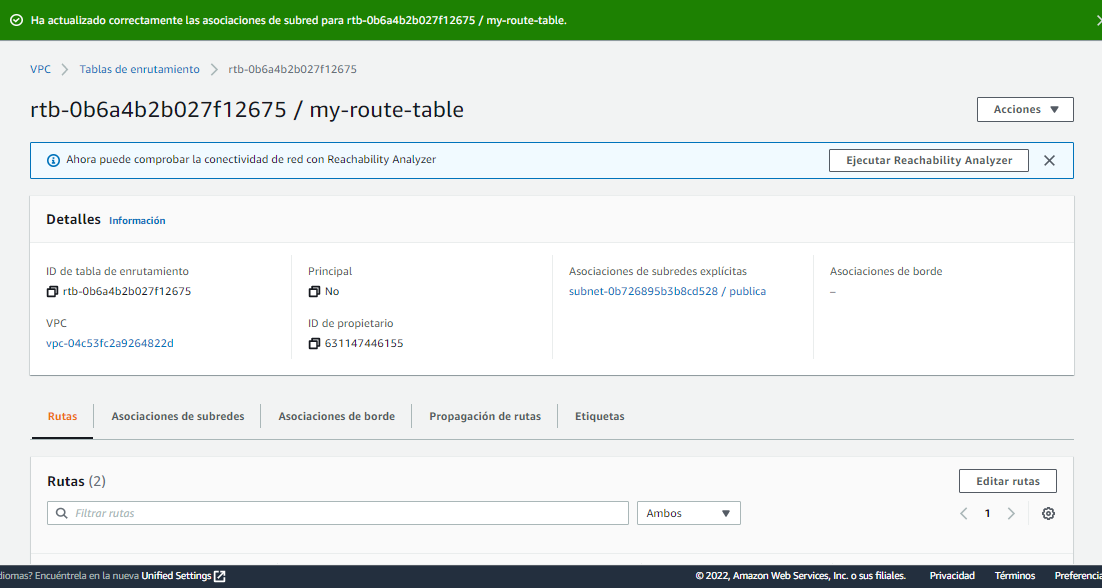 Ha actualizado correctamente las asociaciones de subred para rtb-0b6a4b2b027f12675 / my-route-table.
VPC > Tablas de enrutamiento > rtb-0b6a4b2b027f12675
rtb-0b6a4b2b027f12675 / my-route-table
Acciones
Ahora puede comprobar la conectividad de red con Reachability Analyzer
Ejecutar Reachability Analyzer
Detalles Información
ID de tabla de enrutamiento
rtb-0b6a4b2b027f12675
Principal
No
Asociaciones de subredes explícitas
subnet-0b726895b3b8cd528 / publica
Asociaciones de borde
–
VPC
vpc-04c53fc2a9264822d
ID de propietario
631147446155
Rutas
Asociaciones de subredes
Asociaciones de borde
Propagación de rutas
Etiquetas
Rutas (2)
Editar rutas
Filtrar rutas
Ambos
1
diomas? Encuéntrela en la nueva Unified Settings
© 2022, Amazon Web Services, Inc. o sus filiales.
Privacidad
Términos
Preferencia